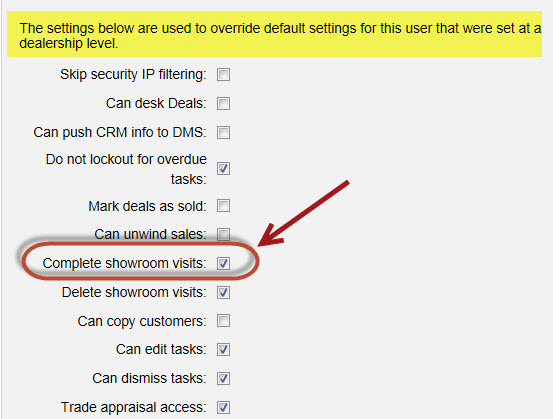 The settings below are used to override default settings for this user that were set at a
dealership level.
Skip security IP filtering:
Can desk Deals:
Can push CRM info to DMS:
Do not lockout for overdue
tasks:
Mark deals as sold:
Can unwind sales:
Complete showroom visits:
Delete showroom visits:
Can copy customers:
Can edit tasks:
Can dismiss tasks:
Trade appraisal access: